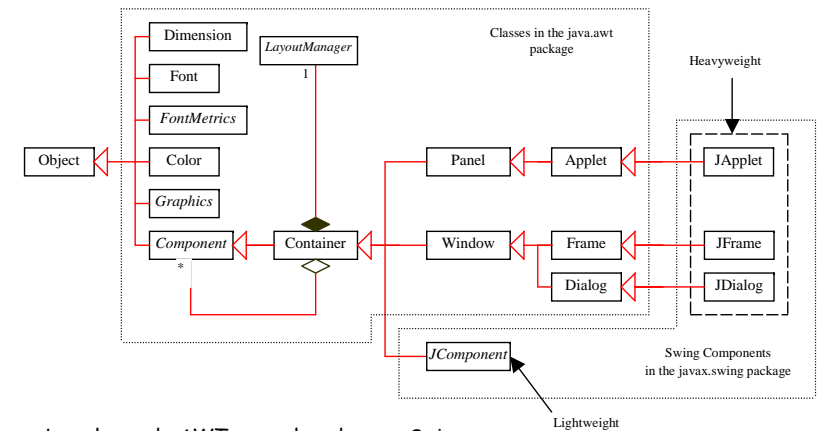 Dimension
LayoutManager
Classes in the java.awt
package
Heavyweight
Font
1
FontMetrics
Object
Color
Panel
Applet
JApplet
Graphics
Component
Container
Window
Frame
JFrame
*
Dialog
JDialog
JComponent
Swing Components
in the javax.swing package
Lightweight